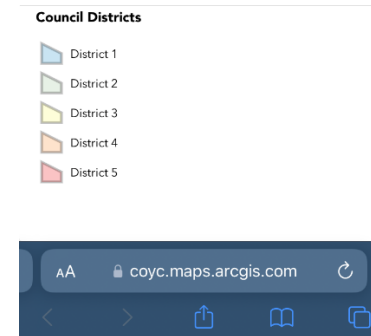 Council Districts
District 1
District 2
District 3
District 4
District 5
AA coyc.maps.arcgis.com